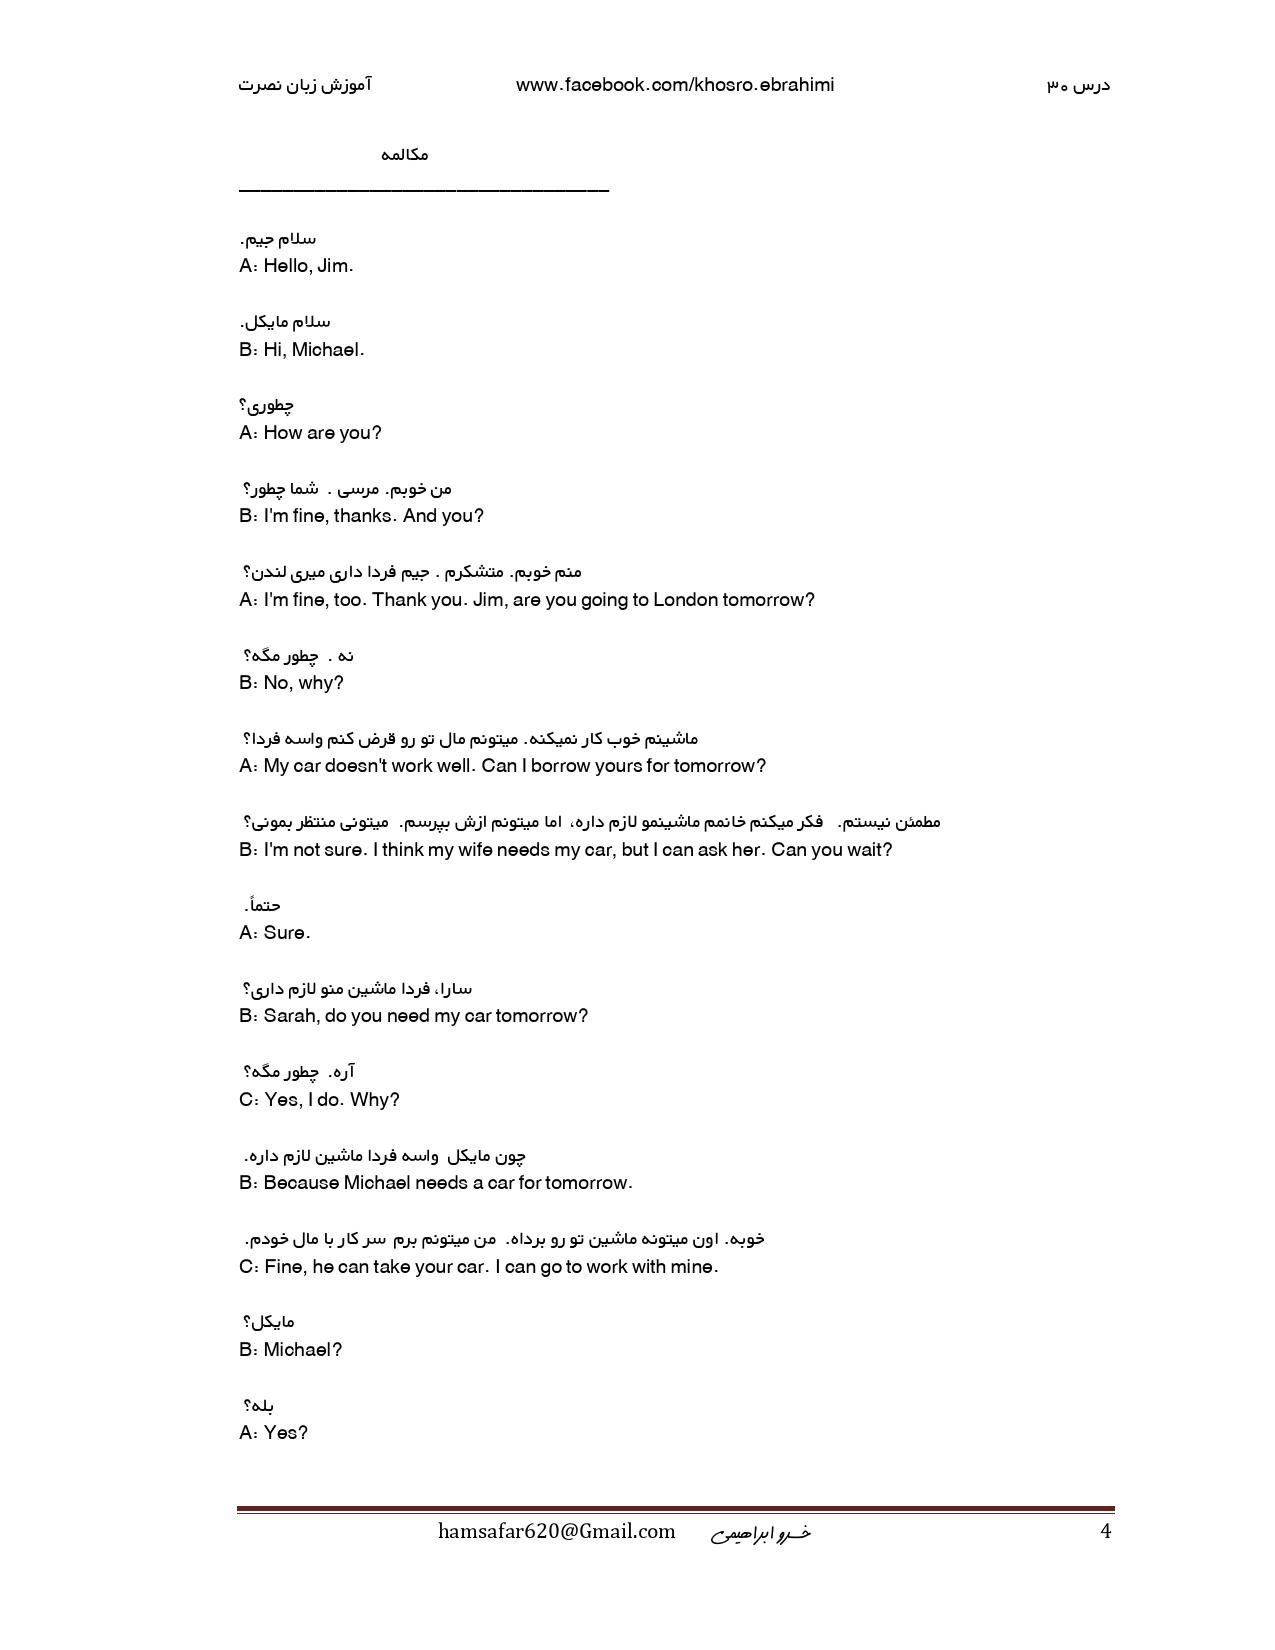 آموزش زبان نصرت www.facebook.com/khosro.ebrahimi درس ۳۰
مکالمه
__________________________________
سلام جیم.
A: Hello, Jim.
سلام مایکل.
B: Hi, Michael.
چطوری؟
A: How are you?
من خوبم. مرسی . شما چطور؟
B: I'm fine, thanks. And you?
منم خوبم. متشکرم . جیم فردا داری میری لندن؟
A: I'm fine, too. Thank you. Jim, are you going to London tomorrow?
نه . چطور مگه؟
B: No, why?
ماشینم خوب کار نمیکنه. میتونم مال تو رو قرض کنم واسه فردا؟
A: My car doesn't work well. Can I borrow yours for tomorrow?
مطمئن نیستم. فکر میکنم خانمم ماشینمو لازم داره، اما میتونم ازش بپرسم. میتونی منتظر بمونی؟
B: I'm not sure. I think my wife needs my car, but I can ask her. Can you wait?
حتماً.
A: Sure.
سارا، فردا ماشین منو لازم داری؟
B: Sarah, do you need my car tomorrow?
آره. چطور مگه؟
C: Yes, I do. Why?
چون مایکل واسه فردا ماشین لازم داره.
B: Because Michael needs a car for tomorrow.
خوبه. اون میتونه ماشین تو رو برداه. من میتونم برم سر کار با مال خودم.
C: Fine, he can take your car. I can go to work with mine.
مایکل؟
B: Michael?
بله؟
A: Yes?
hamsafar620@Gmail.com خسرو ابراهیمی 4